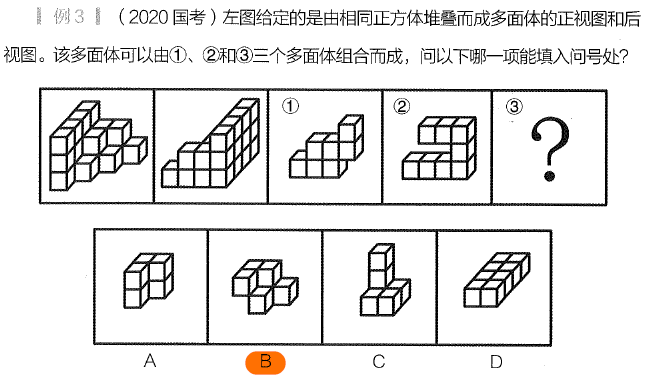 例3 （2020国考）左图给定的是由相同正方体堆叠而成多面体的正视图和后
视图。该多面体可以由①、②和③三个多面体组合而成，问以下哪一项能填入问号处？
① ② ③
?
A B C D